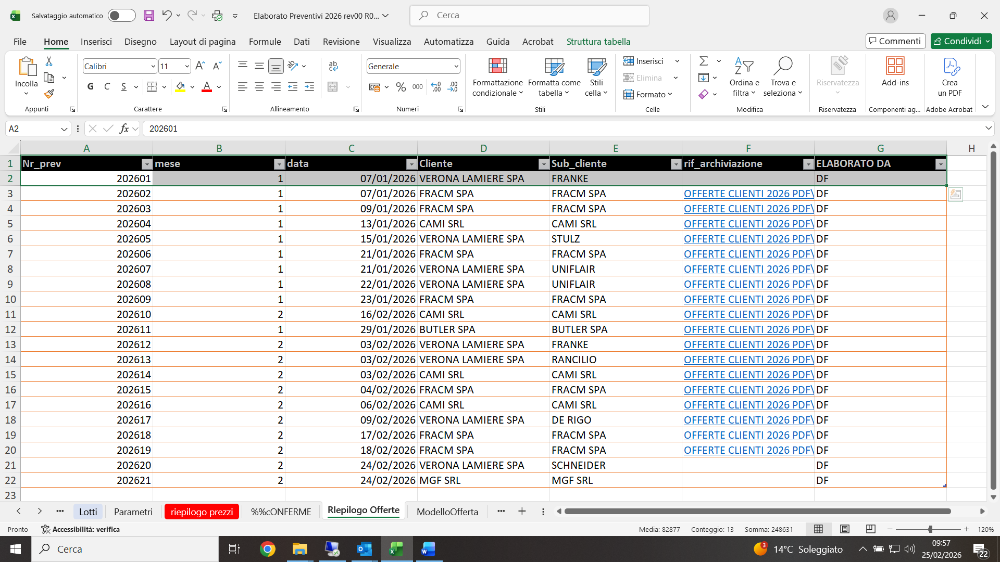 Salvataggio automatico
Elaborato Preventivi 2026 rev00 R0...
Cerca
File Home Inserisci Disegno Layout di pagina Formule Dati Revisione Visualizza Automatizza Guida Acrobat Struttura tabella
Commenti
Condividi
Incolla
Appunti
Calibri 11
G C S
Carattere
ab
Allineamento
Generale
% 000
Numeri
Formattazione condizionale
Formatta come tabella
Stili cella
Stili
Inserisci
Elimina
Formato
Celle
Ordina e filtra
Trova e seleziona
Modifica
Riservatezza
Riservatezza
Add-ins
Componenti ag...
Crea un PDF
Adobe Acrobat
A2
fx
202601
A B C D E F G H
1 Nr_prev mese data Cliente Sub_cliente rif_archiviazione ELABORATO DA
2 202601 1 07/01/2026 VERONA LAMIERE SPA FRANKE DF
3 202602 1 07/01/2026 FRACM SPA FRACM SPA OFFERTE CLIENTI 2026 PDF\ DF
4 202603 1 09/01/2026 FRACM SPA FRACM SPA OFFERTE CLIENTI 2026 PDF\ DF
5 202604 1 13/01/2026 CAMI SRL CAMI SRL OFFERTE CLIENTI 2026 PDF\ DF
6 202605 1 15/01/2026 VERONA LAMIERE SPA STULZ OFFERTE CLIENTI 2026 PDF\ DF
7 202606 1 21/01/2026 FRACM SPA FRACM SPA OFFERTE CLIENTI 2026 PDF\ DF
8 202607 1 21/01/2026 VERONA LAMIERE SPA UNIFLAIR OFFERTE CLIENTI 2026 PDF\ DF
9 202608 1 22/01/2026 VERONA LAMIERE SPA UNIFLAIR OFFERTE CLIENTI 2026 PDF\ DF
10 202609 1 23/01/2026 FRACM SPA FRACM SPA OFFERTE CLIENTI 2026 PDF\ DF
11 202610 2 16/02/2026 CAMI SRL CAMI SRL OFFERTE CLIENTI 2026 PDF\ DF
12 202611 1 29/01/2026 BUTLER SPA BUTLER SPA OFFERTE CLIENTI 2026 PDF\ DF
13 202612 2 03/02/2026 VERONA LAMIERE SPA FRANKE OFFERTE CLIENTI 2026 PDF\ DF
14 202613 2 03/02/2026 VERONA LAMIERE SPA RANCILIO OFFERTE CLIENTI 2026 PDF\ DF
15 202614 2 03/02/2026 CAMI SRL CAMI SRL OFFERTE CLIENTI 2026 PDF\ DF
16 202615 2 04/02/2026 FRACM SPA FRACM SPA OFFERTE CLIENTI 2026 PDF\ DF
17 202616 2 06/02/2026 CAMI SRL CAMI SRL OFFERTE CLIENTI 2026 PDF\ DF
18 202617 2 09/02/2026 VERONA LAMIERE SPA DE RIGO OFFERTE CLIENTI 2026 PDF\ DF
19 202618 2 17/02/2026 FRACM SPA FRACM SPA OFFERTE CLIENTI 2026 PDF\ DF
20 202619 2 18/02/2026 FRACM SPA FRACM SPA OFFERTE CLIENTI 2026 PDF\ DF
21 202620 2 24/02/2026 VERONA LAMIERE SPA SCHNEIDER DF
22 202621 2 24/02/2026 MGF SRL MGF SRL DF
23
Lotti Parametri riepilogo prezzi %%cONFERME RIepilogo Offerte ModelloOfferta
Pronto Accessibilità: verifica Media: 82877 Conteggio: 13 Somma: 248631 120%
Cerca
3
14°C Soleggiato
09:57
25/02/2026
22